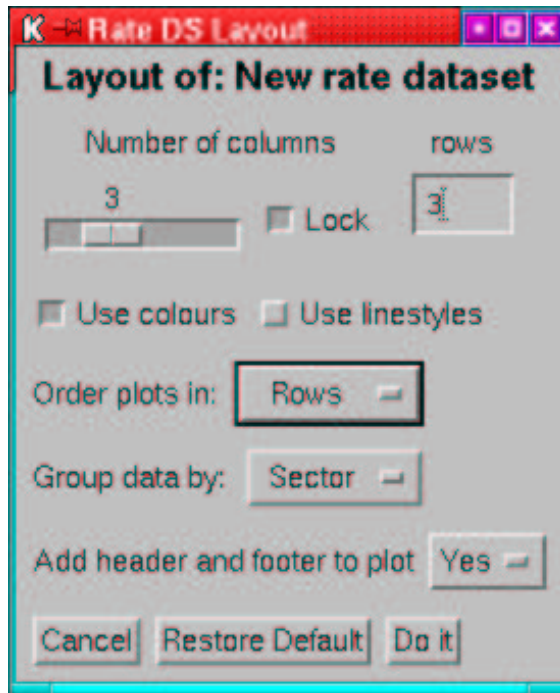 K Rate DS Layout
Layout of: New rate dataset
Number of columns rows
3 Lock 3
Use colours Use linestyles
Order plots in: Rows
Group data by: Sector
Add header and footer to plot Yes
Cancel Restore Default Do it